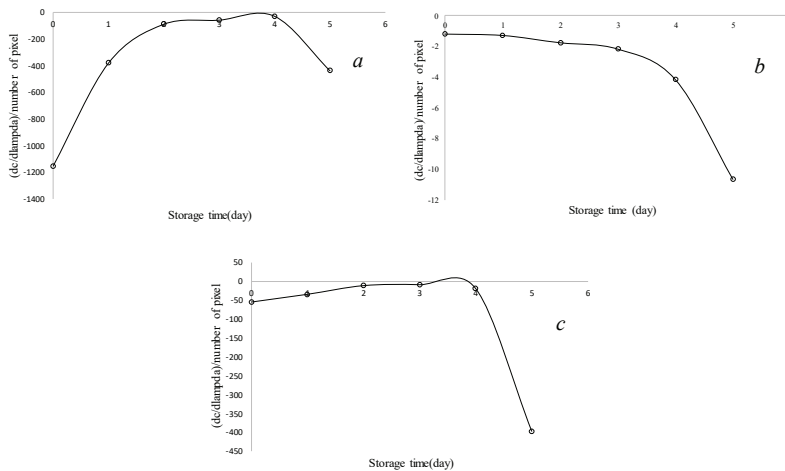 0 1 2 3 4 5 6
0
-200
-400
-600
-800
-1000
-1200
-1400
(dc/dlampda)/number of pixel
Storage time(day)
a
0
-2
-4
-6
-8
-10
-12
0 1 2 3 4 5
(dc/dlampda)/number of pixel
Storage time (day)
b
50
0
-50
-100
-150
-200
-250
-300
-350
-400
-450
0 1 2 3 4 5 6
(dc/dlampda)/number of pixel
Storage time(day)
c